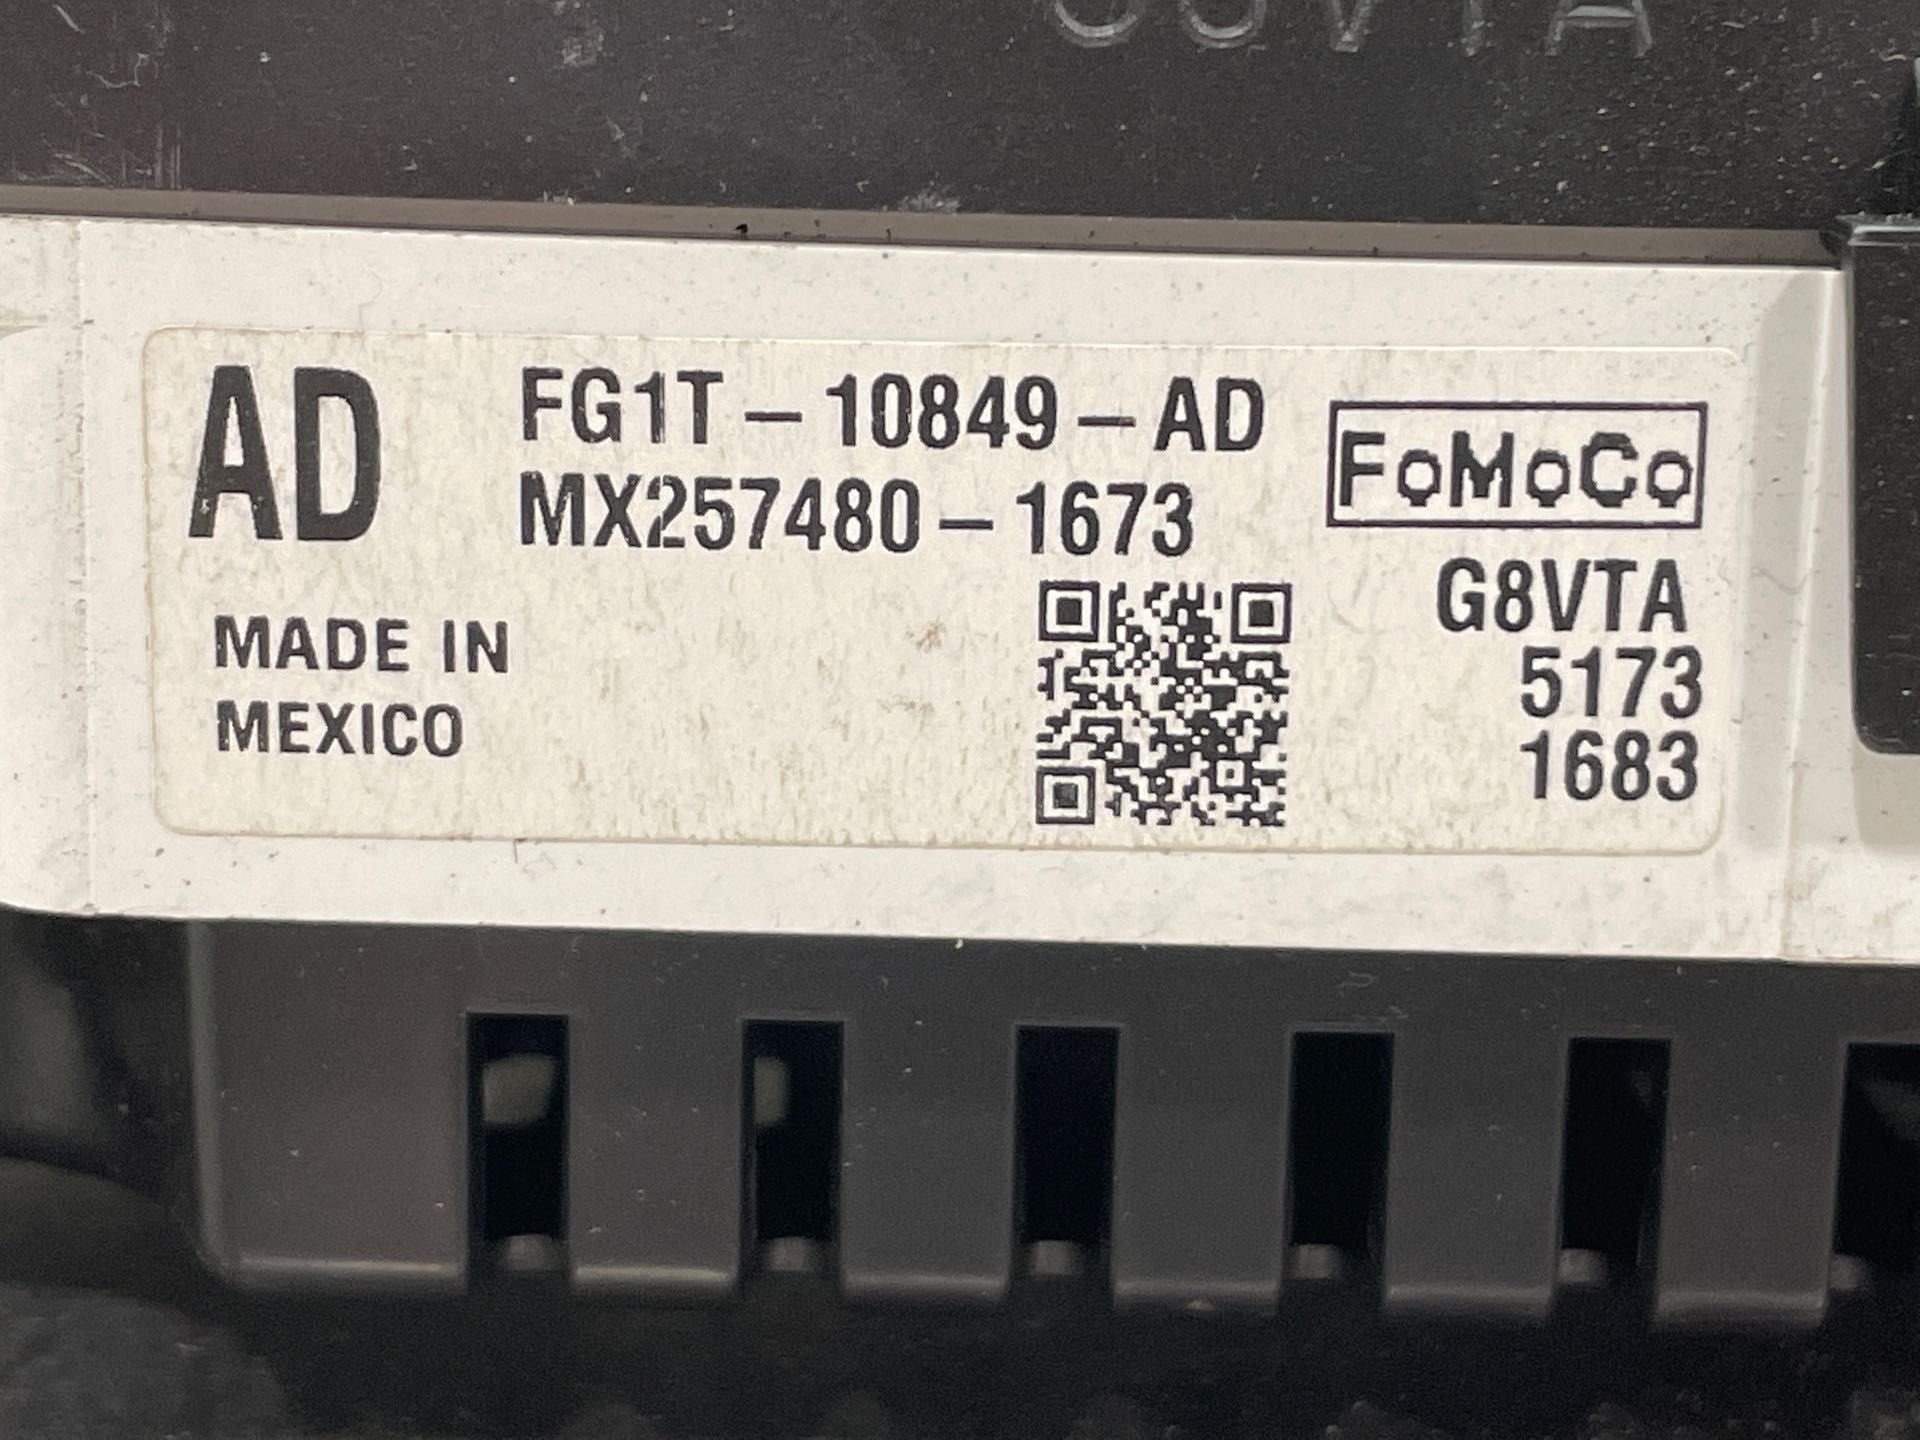 AD
FG1T-10849-AD
MX257480-1673
FoMoCo
G8VTA
5173
1683
MADE IN
MEXICO